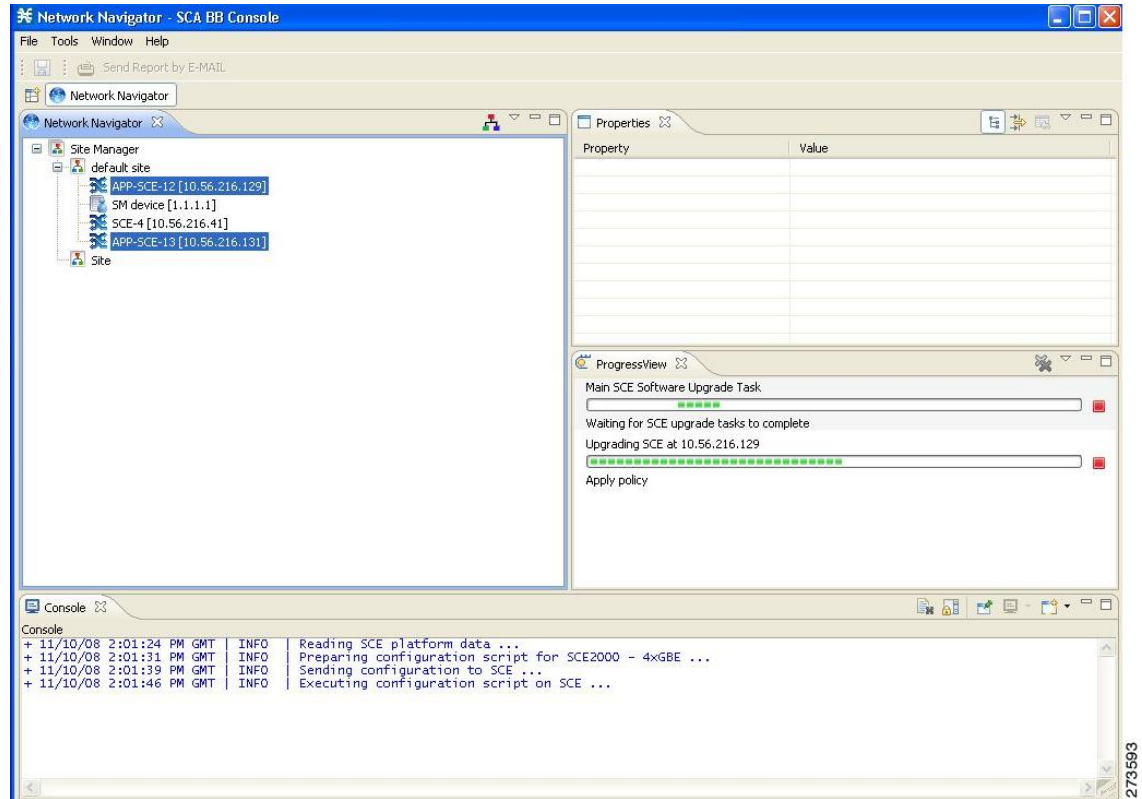 Network Navigator - SCA BB Console
File Tools Window Help
Send Report by E-MAIL
Network Navigator
Network Navigator
Site Manager
default site
APP-SCE-12 [10.56.216.129]
SM device [1.1.1.1]
SCE-4 [10.56.216.41]
APP-SCE-13 [10.56.216.131]
Site
Properties
Property Value
ProgressView
Main SCE Software Upgrade Task
Waiting for SCE upgrade tasks to complete
Upgrading SCE at 10.56.216.129
Apply policy
Console
Console
+ 11/10/08 2:01:24 PM GMT | INFO | Reading SCE platform data ...
+ 11/10/08 2:01:31 PM GMT | INFO | Preparing configuration script for SCE2000 - 4xGBE ...
+ 11/10/08 2:01:39 PM GMT | INFO | Sending configuration to SCE ...
+ 11/10/08 2:01:46 PM GMT | INFO | Executing configuration script on SCE ...
273593